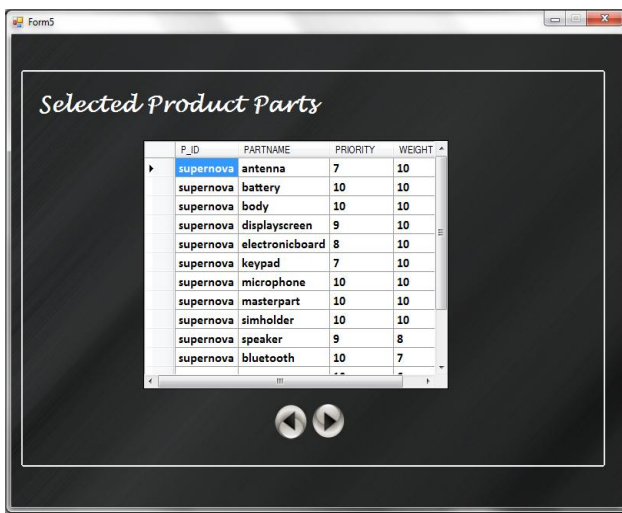 Form5
Selected Product Parts
P_ID PARTNAME PRIORITY WEIGHT
supernova antenna 7 10
supernova battery 10 10
supernova body 10 10
supernova displayscreen 9 10
supernova electronicboard 8 10
supernova keypad 7 10
supernova microphone 10 10
supernova masterpart 10 10
supernova simholder 10 10
supernova speaker 9 8
supernova bluetooth 10 7